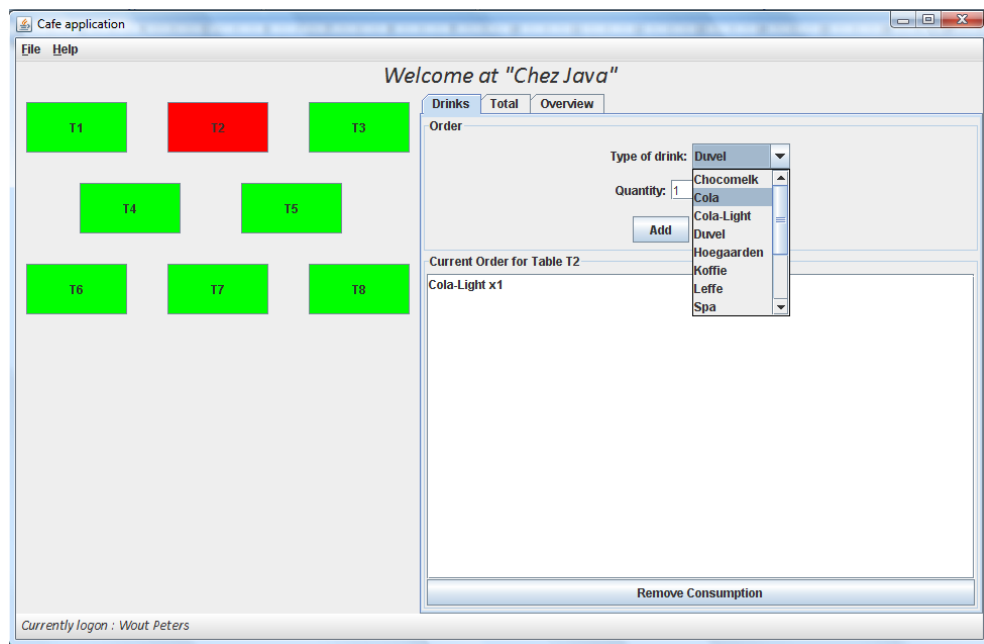 Cafe application
File Help
Welcome at "Chez Java"
T1
T2
T3
T4
T5
T6
T7
T8
Drinks Total Overview
Order
Type of drink: Duvel
Chocomelk
Cola
Cola-Light
Duvel
Hoegaarden
Koffie
Leffe
Spa
Quantity: 1
Add
Current Order for Table T2
Cola-Light x1
Remove Consumption
Currently logon : Wout Peters